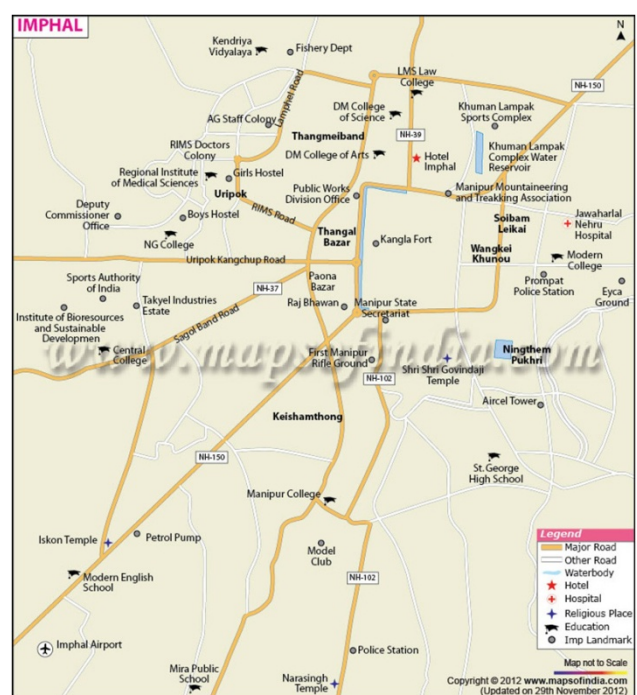 IMPHAL
N
Kendriya
Vidyalaya
Fishery Dept
LMS Law
College
NH-150
Lamphel Road
DM College
of Science
Khuman Lampak
Sports Complex
AG Staff Colony
Thangmeiband
NH-39
RIMS Doctors
Colony
DM College of Arts
Hotel
Imphal
Khuman Lampak
Complex Water
Reservoir
Regional Institute
of Medical Sciences
Girls Hostel
Uripok
Public Works
Division Office
Manipur Mountaineering
and Treakking Association
Deputy
Commissioner
Office
Boys Hostel
RIMS Road
Soibam
Leikai
Jawaharlal
Nehru
Hospital
NG College
Thangal
Bazar
Kangla Fort
Wangkei
Khunou
Modern
College
Uripok Kangchup Road
Sports Authority
of India
Paona
Bazar
Prompat
Police Station
NH-37
Eyca
Ground
Takyel Industries
Estate
Raj Bhawan
Manipur State
Secretariat
Institute of Bioresources
and Sustainable
Developmen
Sagol Band Road
Central
College
www.mapsofindia.com
First Manipur
Rifle Ground
NH-102
Shri Shri Govindaji
Temple
Ningthem
Pukhri
Aircel Tower
Keishamthong
NH-150
St.George
High School
Manipur College
Iskon Temple
Petrol Pump
Model
Club
Modern English
School
NH-102
Imphal Airport
Police Station
Mira Public
School
Narasingh
Temple
Legend
Major Road
Other Road
Waterbody
Hotel
Hospital
Religious Place
Education
Imp Landmark
Map not to Scale
Copyright © 2012 www.mapsofindia.com
(Updated on 29th November 2012)